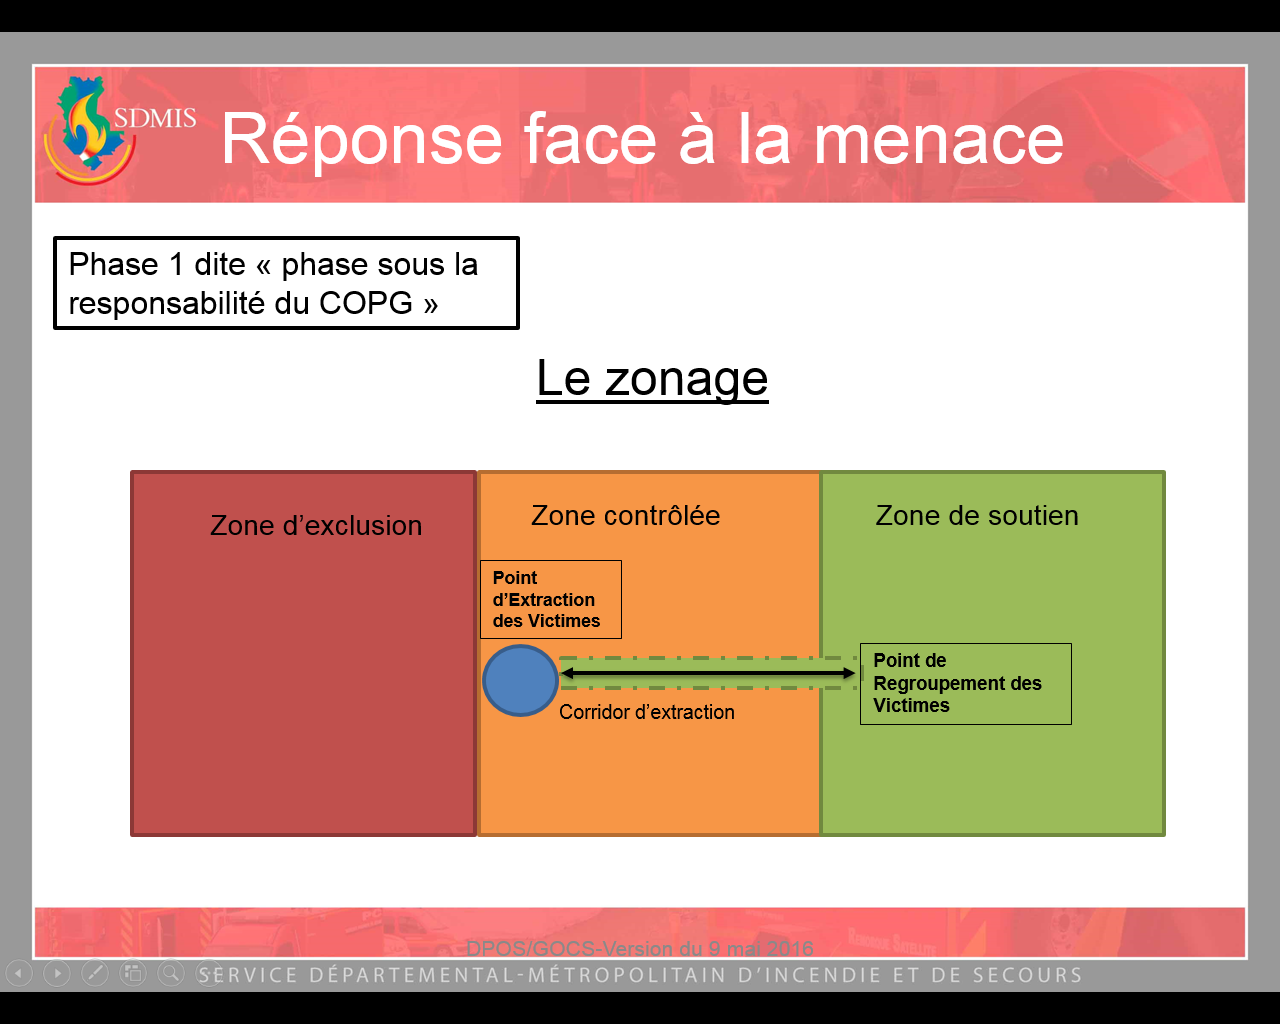 SDMIS
Réponse face à la menace
Phase 1 dite « phase sous la
responsabilité du COPG »
Le zonage
Zone d’exclusion
Zone contrôlée
Zone de soutien
Point
d’Extraction
des Victimes
Point de
Regroupement des
Victimes
Corridor d’extraction
DPOS/GOCS-Version du 9 mai 2016
SERVICE DÉPARTEMENTAL-MÉTROPOLITAIN D’INCENDIE ET DE SECOURS